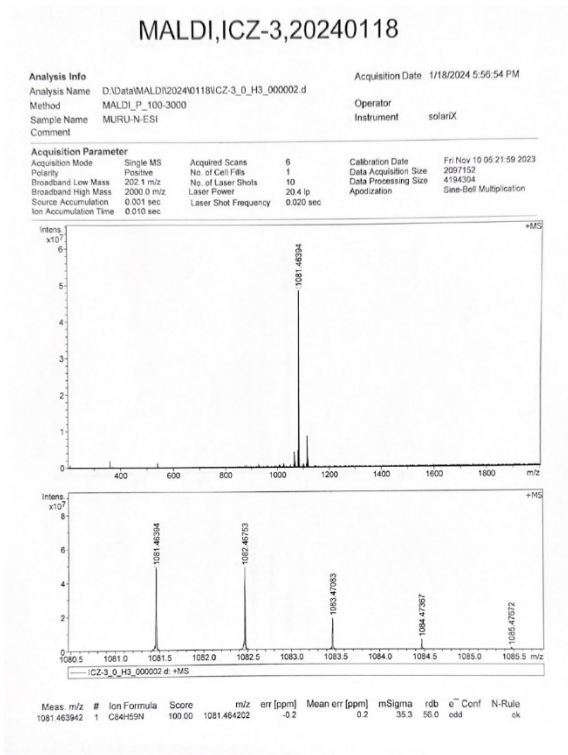 MALDI,ICZ-3,20240118
Analysis Info Acquisition Date 1/18/2024 5:56:54 PM
Analysis Name D:\Data\MALDI\2024\0118\ICZ-3_0_H3_000002.d
Method MALDI_P_100-3000 Operator
Sample Name MURU-N-ESI Instrument solariX
Comment
Acquisition Parameter
Acquisition Mode Single MS Acquired Scans 6 Calibration Date Fri Nov 10 05:21:59 2023
Polarity Positive No. of Cell Fills 1 Data Acquisition Size 2097152
Broadband Low Mass 202.1 m/z No. of Laser Shots 10 Data Processing Size 4194304
Broadband High Mass 2000.0 m/z Laser Power 20.4 lp Apodization Sine-Bell Multiplication
Source Accumulation 0.001 sec Laser Shot Frequency 0.020 sec
Ion Accumulation Time 0.010 sec
Intens. +MS
x10⁷
6
1081.46394
5
4
3
2
1
0
400 600 800 1000 1200 1400 1600 1800 m/z
Intens. +MS
x10⁷
8
1081.46394 1082.46753 1083.47083 1084.47367 1085.47672
6
4
2
0
1080.5 1081.0 1081.5 1082.0 1082.5 1083.0 1083.5 1084.0 1084.5 1085.0 1085.5 m/z
ICZ-3_0_H3_000002.d: +MS
Meas. m/z # Ion Formula Score m/z err [ppm] Mean err [ppm] mSigma rdb e⁻ Conf N-Rule
1081.463942 1 C84H59N 100.00 1081.464202 -0.2 0.2 35.3 56.0 odd ok